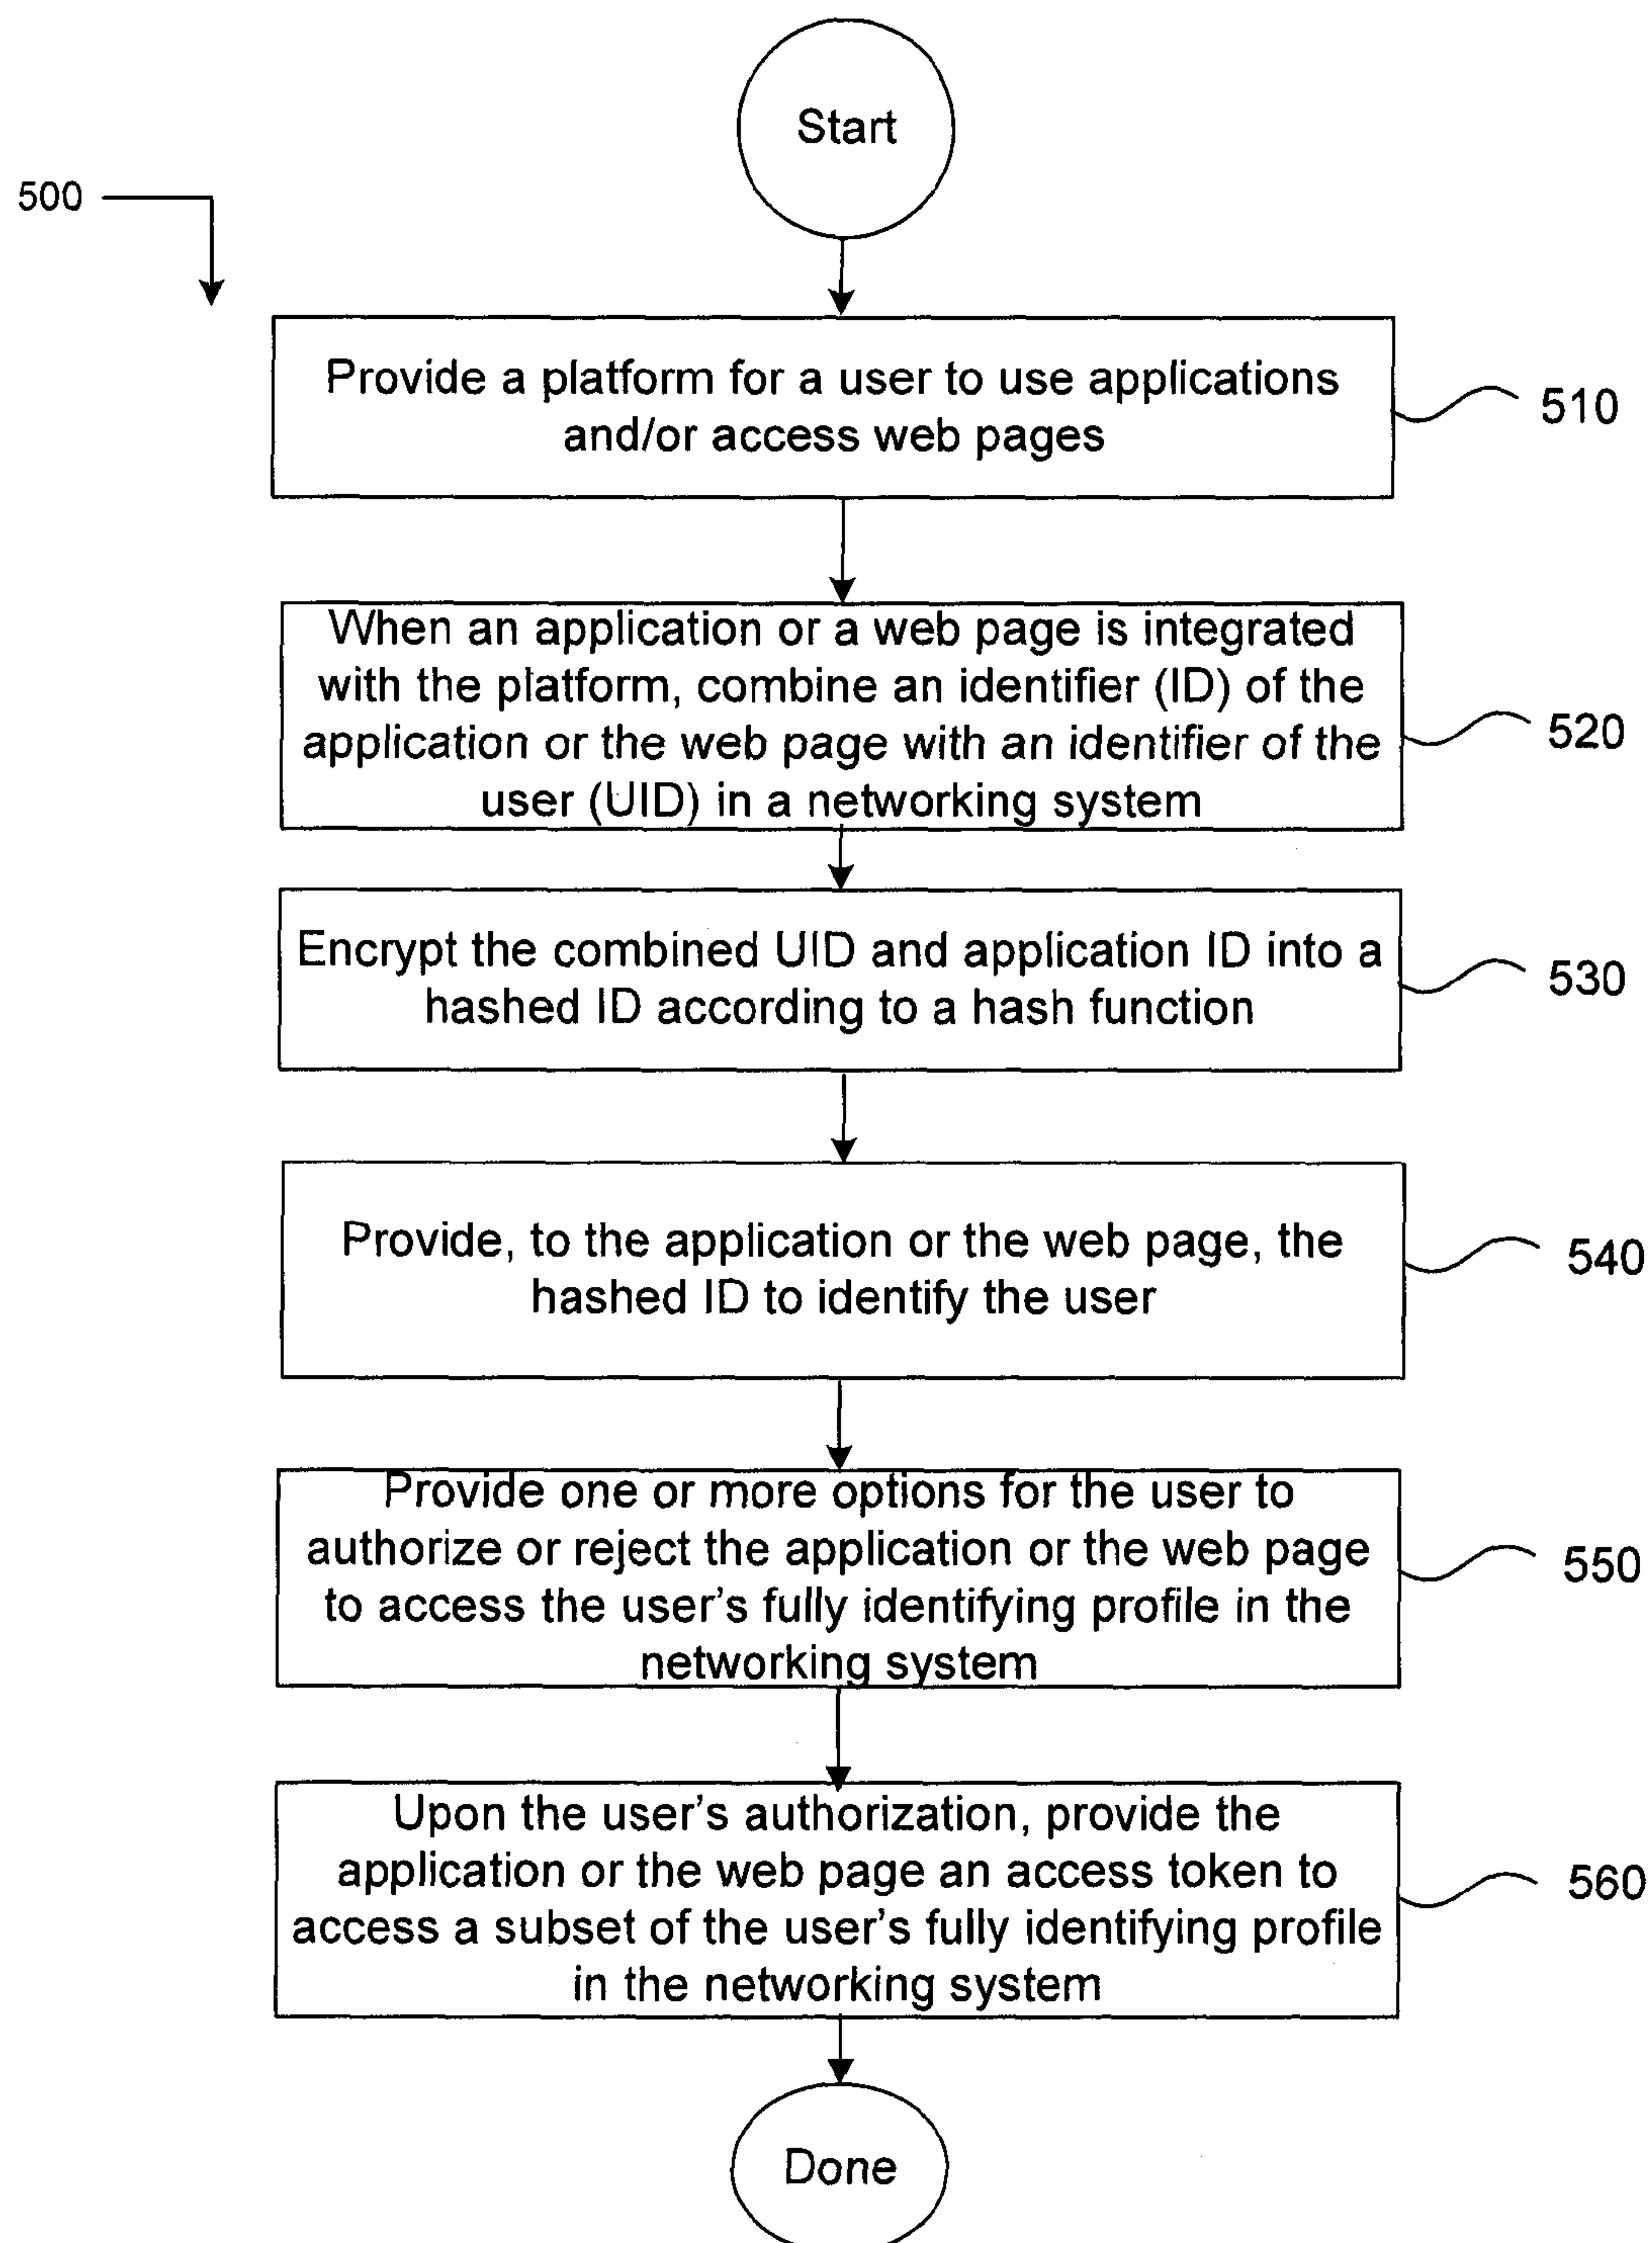 Start
500
Provide a platform for a user to use applications
and/or access web pages
510
When an application or a web page is integrated
with the platform, combine an identifier (ID) of the
application or the web page with an identifier of the
user (UID) in a networking system
520
Encrypt the combined UID and application ID into a
hashed ID according to a hash function
530
Provide, to the application or the web page, the
hashed ID to identify the user
540
Provide one or more options for the user to
authorize or reject the application or the web page
to access the user's fully identifying profile in the
networking system
550
Upon the user's authorization, provide the
application or the web page an access token to
access a subset of the user's fully identifying profile
in the networking system
560
Done